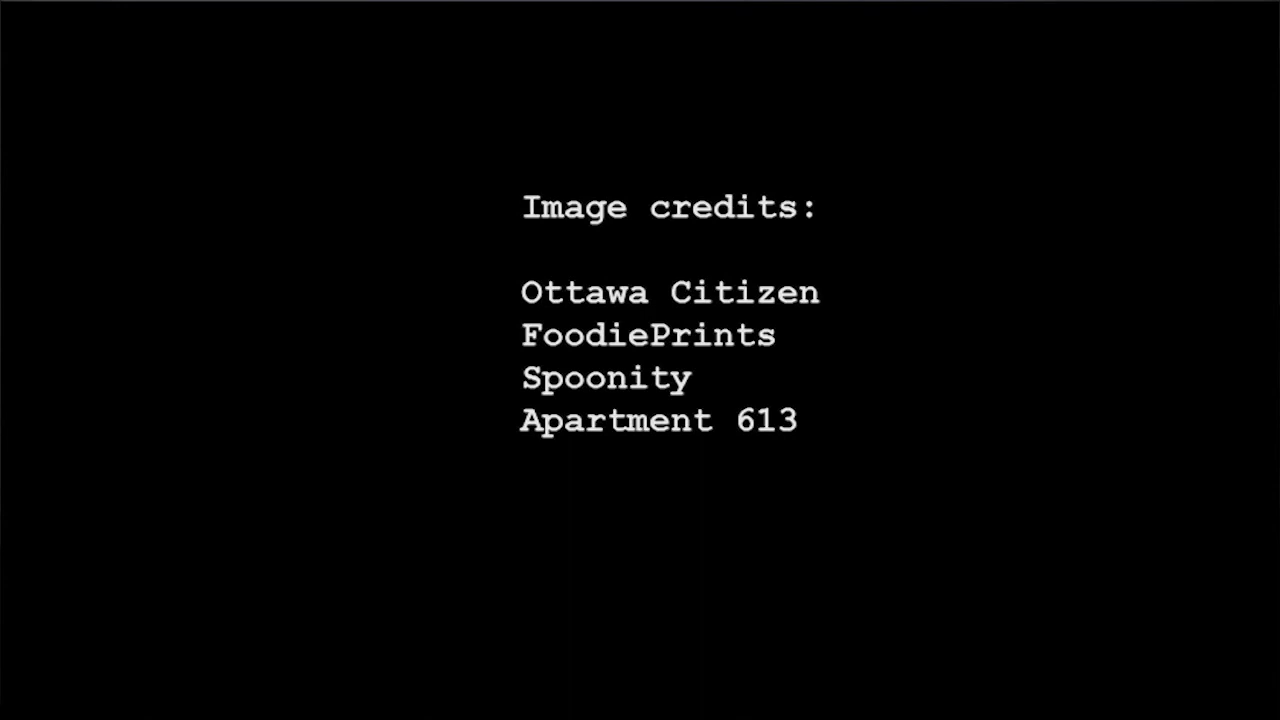 Image credits:
Ottawa Citizen
FoodiePrints
Spoonity
Apartment 613